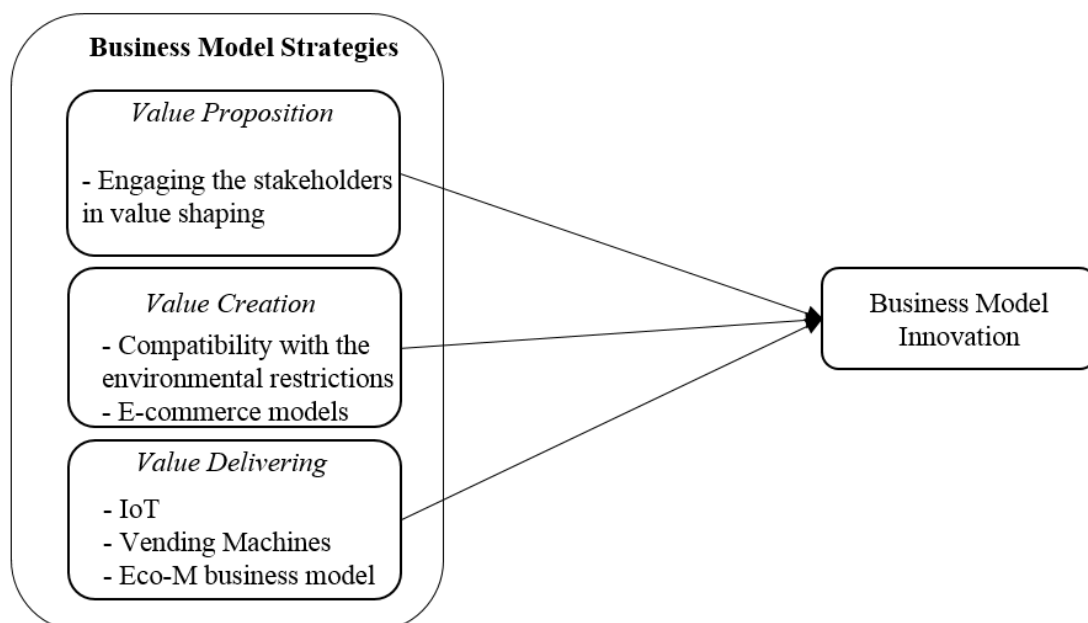 Business Model Strategies
Value Proposition
- Engaging the stakeholders
in value shaping
Value Creation
- Compatibility with the
environmental restrictions
- E-commerce models
Value Delivering
- IoT
- Vending Machines
- Eco-M business model
Business Model
Innovation